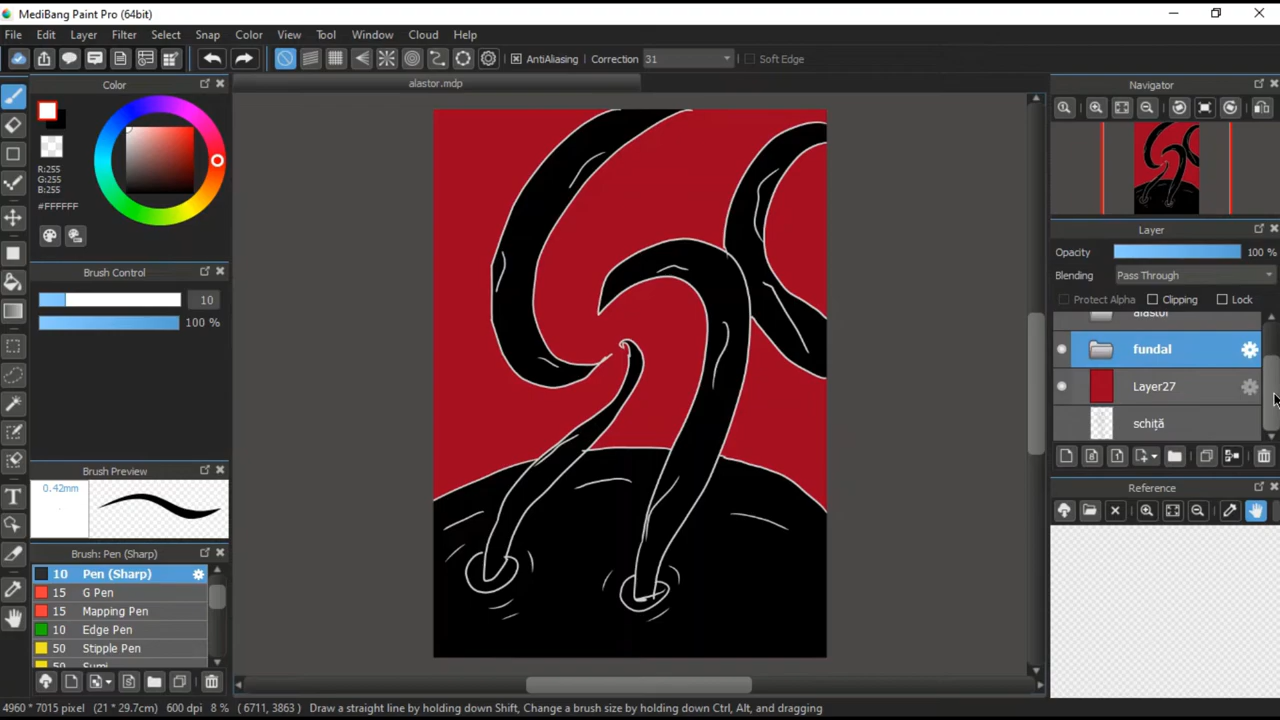 MediBang Paint Pro (64bit)
File Edit Layer Filter Select Snap Color View Tool Window Cloud Help
AntiAliasing Correction 31 Soft Edge
Color
alastor.mdp
Navigator
R:255
G:255
B:255
#FFFFFF
Layer
Opacity 100 %
Blending Pass Through
Protect Alpha Clipping Lock
alastor
fundal
Layer27
schiță
Brush Control
10
100 %
Brush Preview
0.42mm
Reference
Brush: Pen (Sharp)
10 Pen (Sharp)
15 G Pen
15 Mapping Pen
10 Edge Pen
50 Stipple Pen
50 Sumi
4960 * 7015 pixel (21 * 29.7cm) 600 dpi 8 % ( 6711, 3863 ) Draw a straight line by holding down Shift, Change a brush size by holding down Ctrl, Alt, and dragging